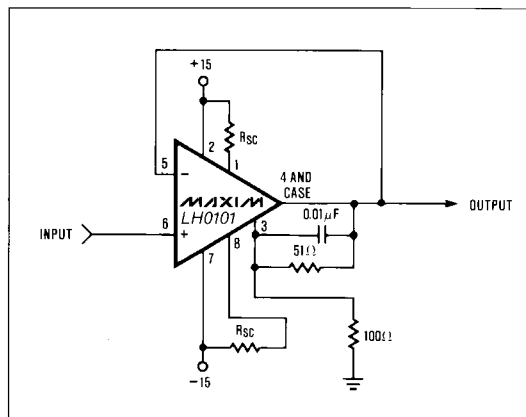 +15
RSC
2
1
5
−
4 AND
CASE
MAXIM
LH0101
OUTPUT
0.01µF
3
INPUT
6
+
8
51Ω
7
100Ω
RSC
−15